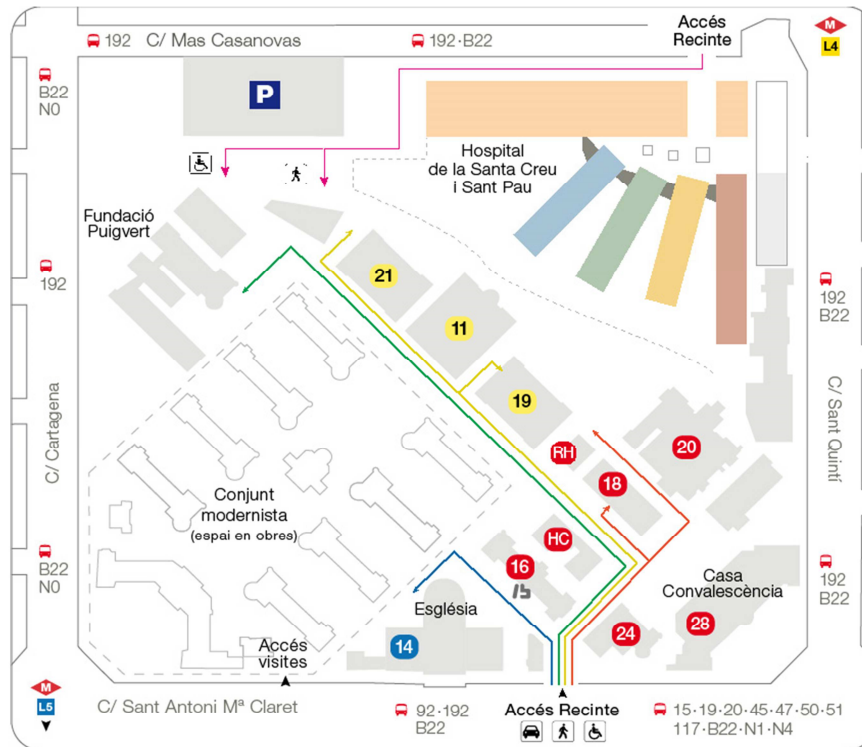 192 C/ Mas Casanovas
192·B22
Accés
Recinte
M
L4
B22
N0
P
Hospital
de la Santa Creu
i Sant Pau
Fundació
Puigvert
192
21
11
19
192
B22
C/ Cartagena
C/ Sant Quintí
RH
20
18
Conjunt
modernista
(espai en obres)
HC
16
B22
N0
192
B22
Casa
Convalescència
Església
24
28
14
Accés
visites
M
L5
C/ Sant Antoni Mª Claret
92·192
B22
Accés Recinte
15·19·20·45·47·50·51
117·B22·N1·N4